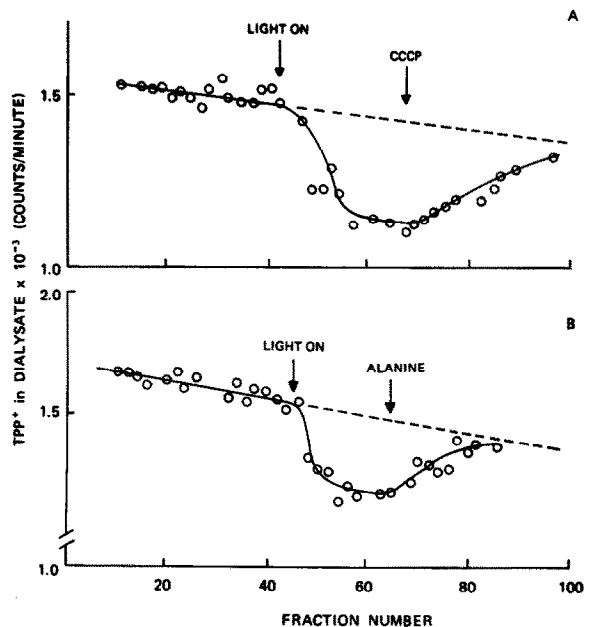 A
LIGHT ON
CCCP
1.5
1.0
2.0
B
LIGHT ON
ALANINE
1.5
1.0
20
40
60
80
100
FRACTION NUMBER
TPP+ in DIALYSATE x 10⁻³ (COUNTS/MINUTE)